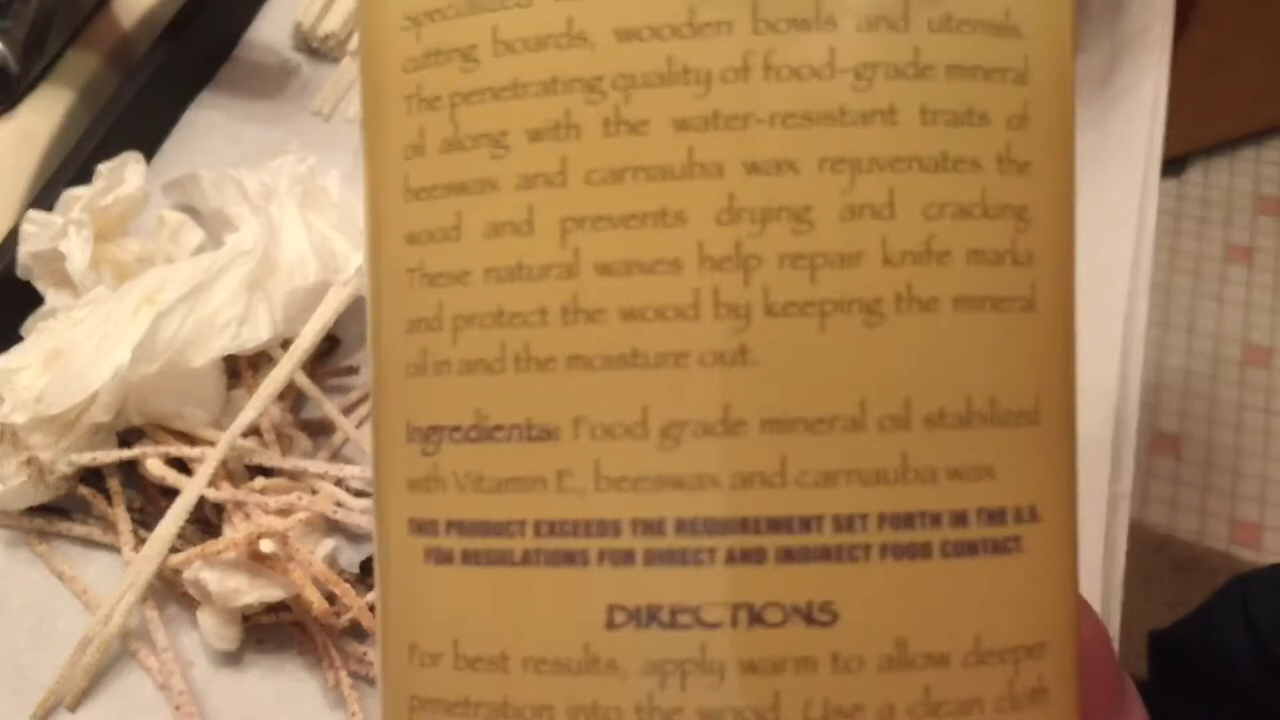 specialized
cutting boards, wooden bowls and utensils.
The penetrating quality of food-grade mineral
oil along with the water-resistant traits of
beeswax and carnauba wax rejuvenates the
wood and prevents drying and cracking.
These natural waxes help repair knife marks
and protect the wood by keeping the mineral
oil in and the moisture out.
Ingredients: Food grade mineral oil stabilized
with Vitamin E, beeswax and carnauba wax
THIS PRODUCT EXCEEDS THE REQUIREMENT SET FORTH IN THE U.S.
FDA REGULATIONS FOR DIRECT AND INDIRECT FOOD CONTACT.
DIRECTIONS
For best results, apply warm to allow deeper
penetration into the wood. Use a clean cloth